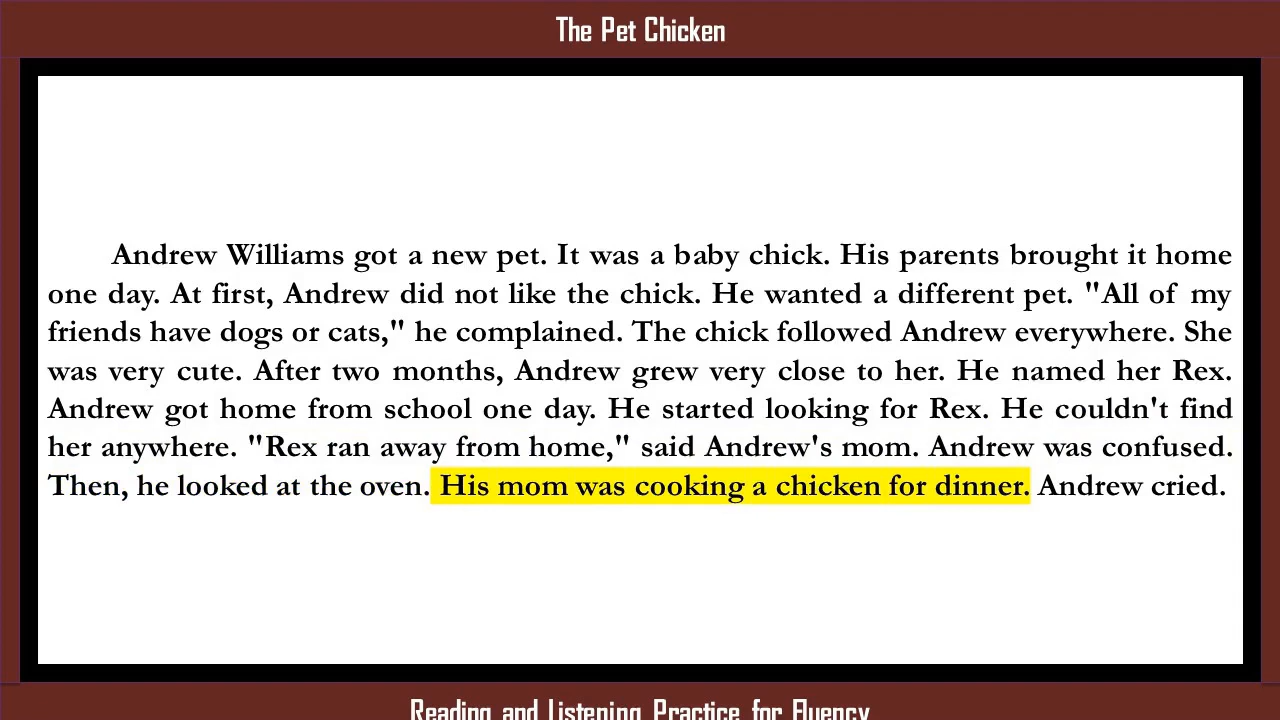 The Pet Chicken
Andrew Williams got a new pet. It was a baby chick. His parents brought it home
one day. At first, Andrew did not like the chick. He wanted a different pet. "All of my
friends have dogs or cats," he complained. The chick followed Andrew everywhere. She
was very cute. After two months, Andrew grew very close to her. He named her Rex.
Andrew got home from school one day. He started looking for Rex. He couldn't find
her anywhere. "Rex ran away from home," said Andrew's mom. Andrew was confused.
Then, he looked at the oven. His mom was cooking a chicken for dinner. Andrew cried.
Reading and Listening Practice for Fluency